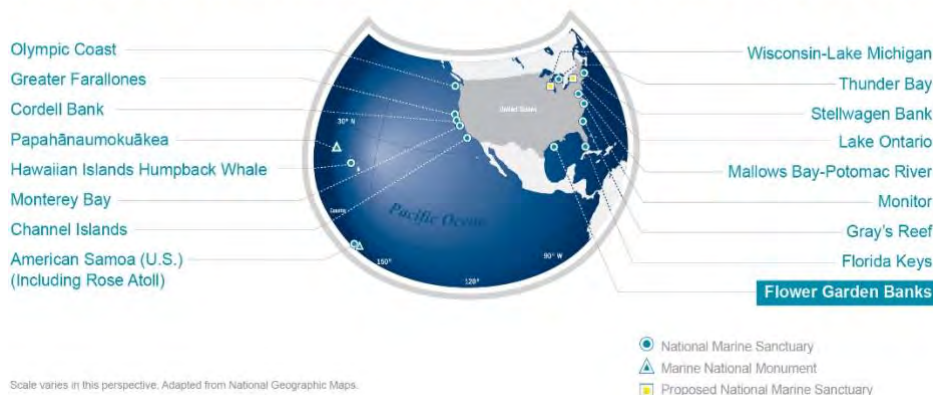 Olympic Coast
Greater Farallones
Cordell Bank
Papahānaumokuākea
Hawaiian Islands Humpback Whale
Monterey Bay
Channel Islands
American Samoa (U.S.)
(Including Rose Atoll)
30° N
United States
Pacific Ocean
150°
120°
90° W
Wisconsin-Lake Michigan
Thunder Bay
Stellwagen Bank
Lake Ontario
Mallows Bay-Potomac River
Monitor
Gray's Reef
Florida Keys
Flower Garden Banks
National Marine Sanctuary
Marine National Monument
Proposed National Marine Sanctuary
Scale varies in this perspective. Adapted from National Geographic Maps.